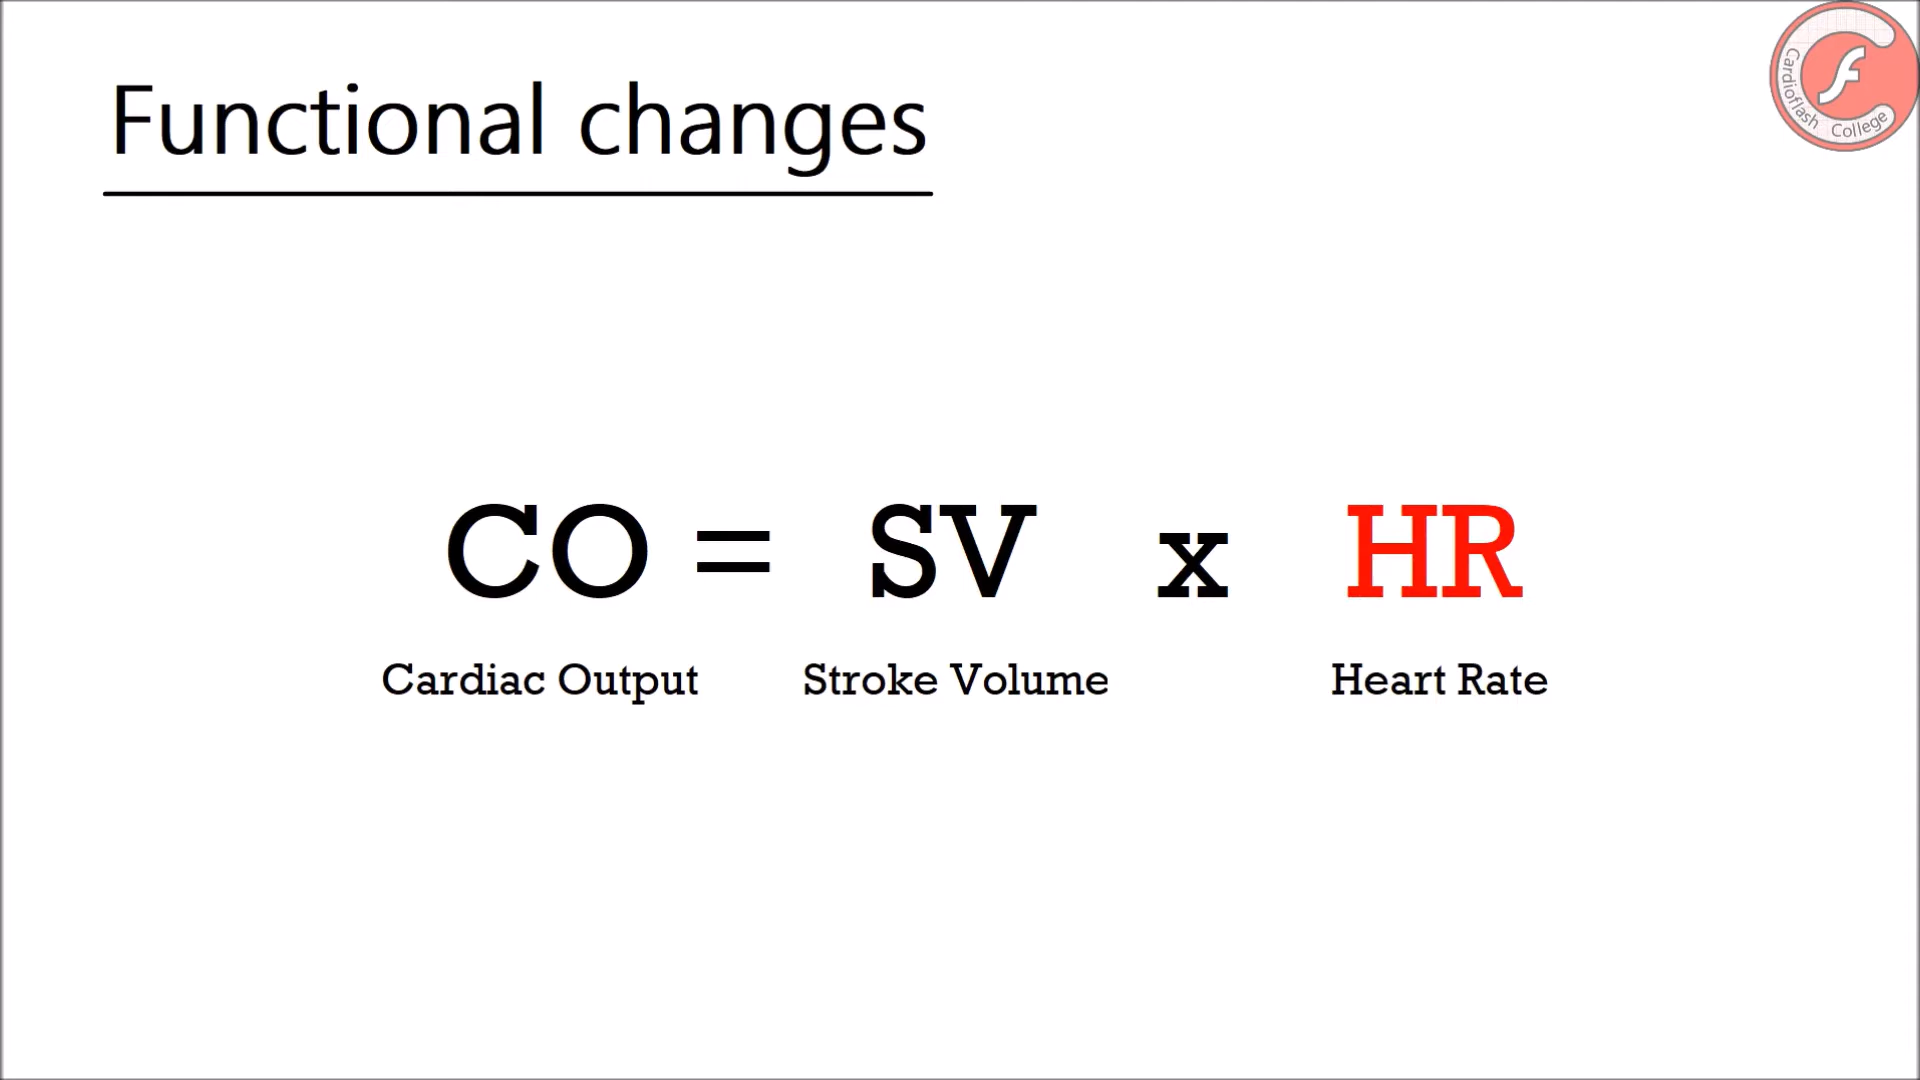 Functional changes
Cardioflash College
CO = SV x HR
Cardiac Output Stroke Volume Heart Rate